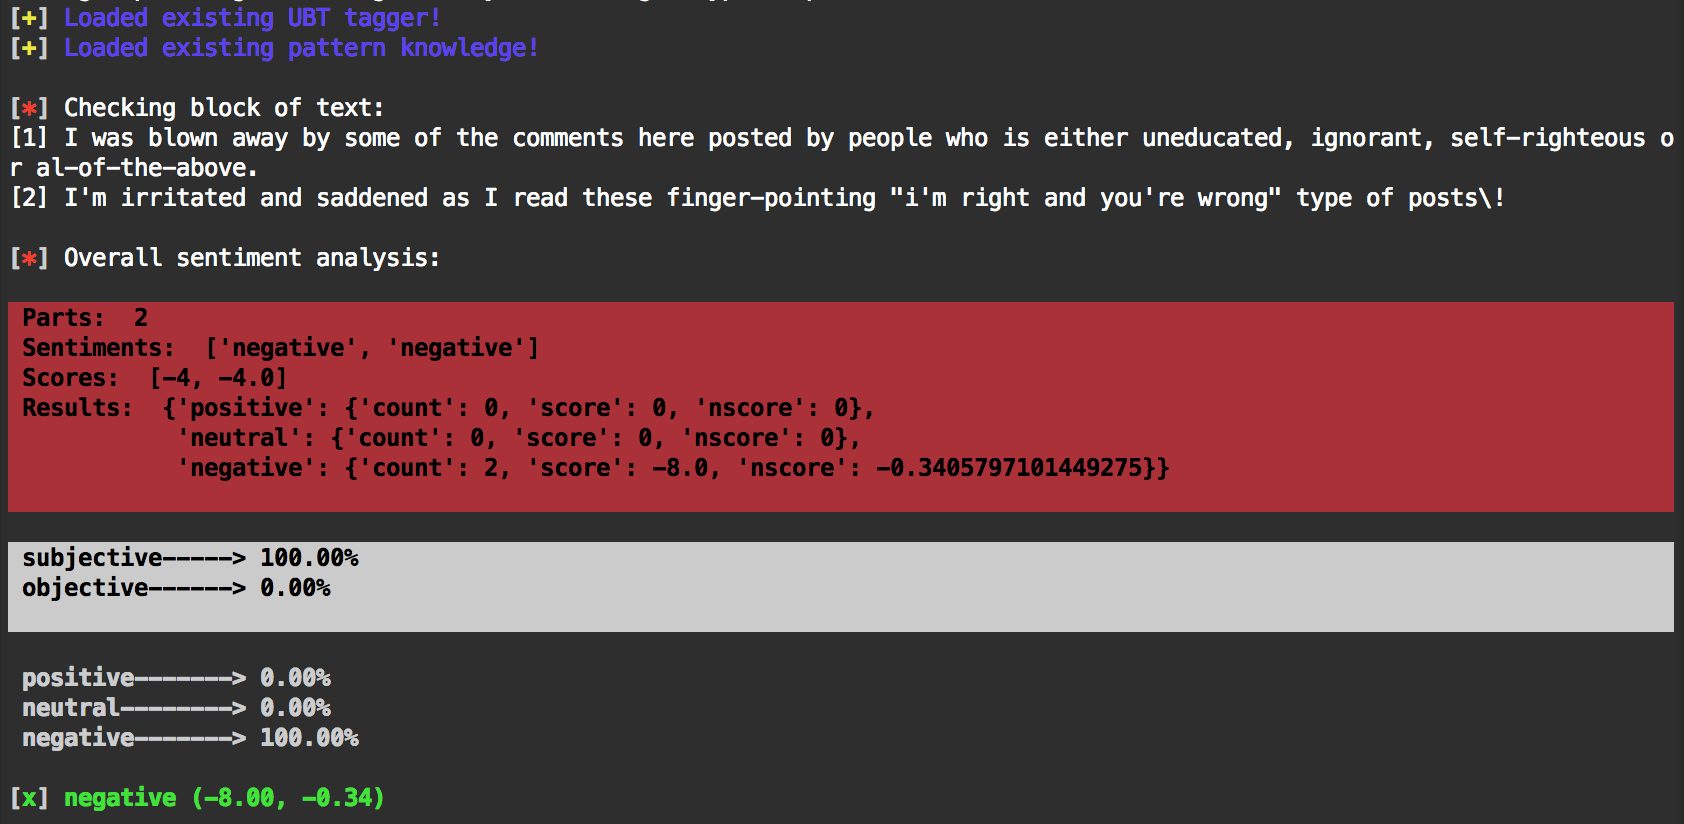 [+] Loaded existing UBT tagger!
[+] Loaded existing pattern knowledge!
[*] Checking block of text:
[1] I was blown away by some of the comments here posted by people who is either uneducated, ignorant, self-righteous o
r al-of-the-above.
[2] I'm irritated and saddened as I read these finger-pointing "i'm right and you're wrong" type of posts\!
[*] Overall sentiment analysis:
Parts:  2
Sentiments:  ['negative', 'negative']
Scores:  [-4, -4.0]
Results:  {'positive': {'count': 0, 'score': 0, 'nscore': 0},
'neutral': {'count': 0, 'score': 0, 'nscore': 0},
'negative': {'count': 2, 'score': -8.0, 'nscore': -0.3405797101449275}}
subjective-----> 100.00%
objective------> 0.00%
positive-------> 0.00%
neutral--------> 0.00%
negative-------> 100.00%
[x] negative (-8.00, -0.34)